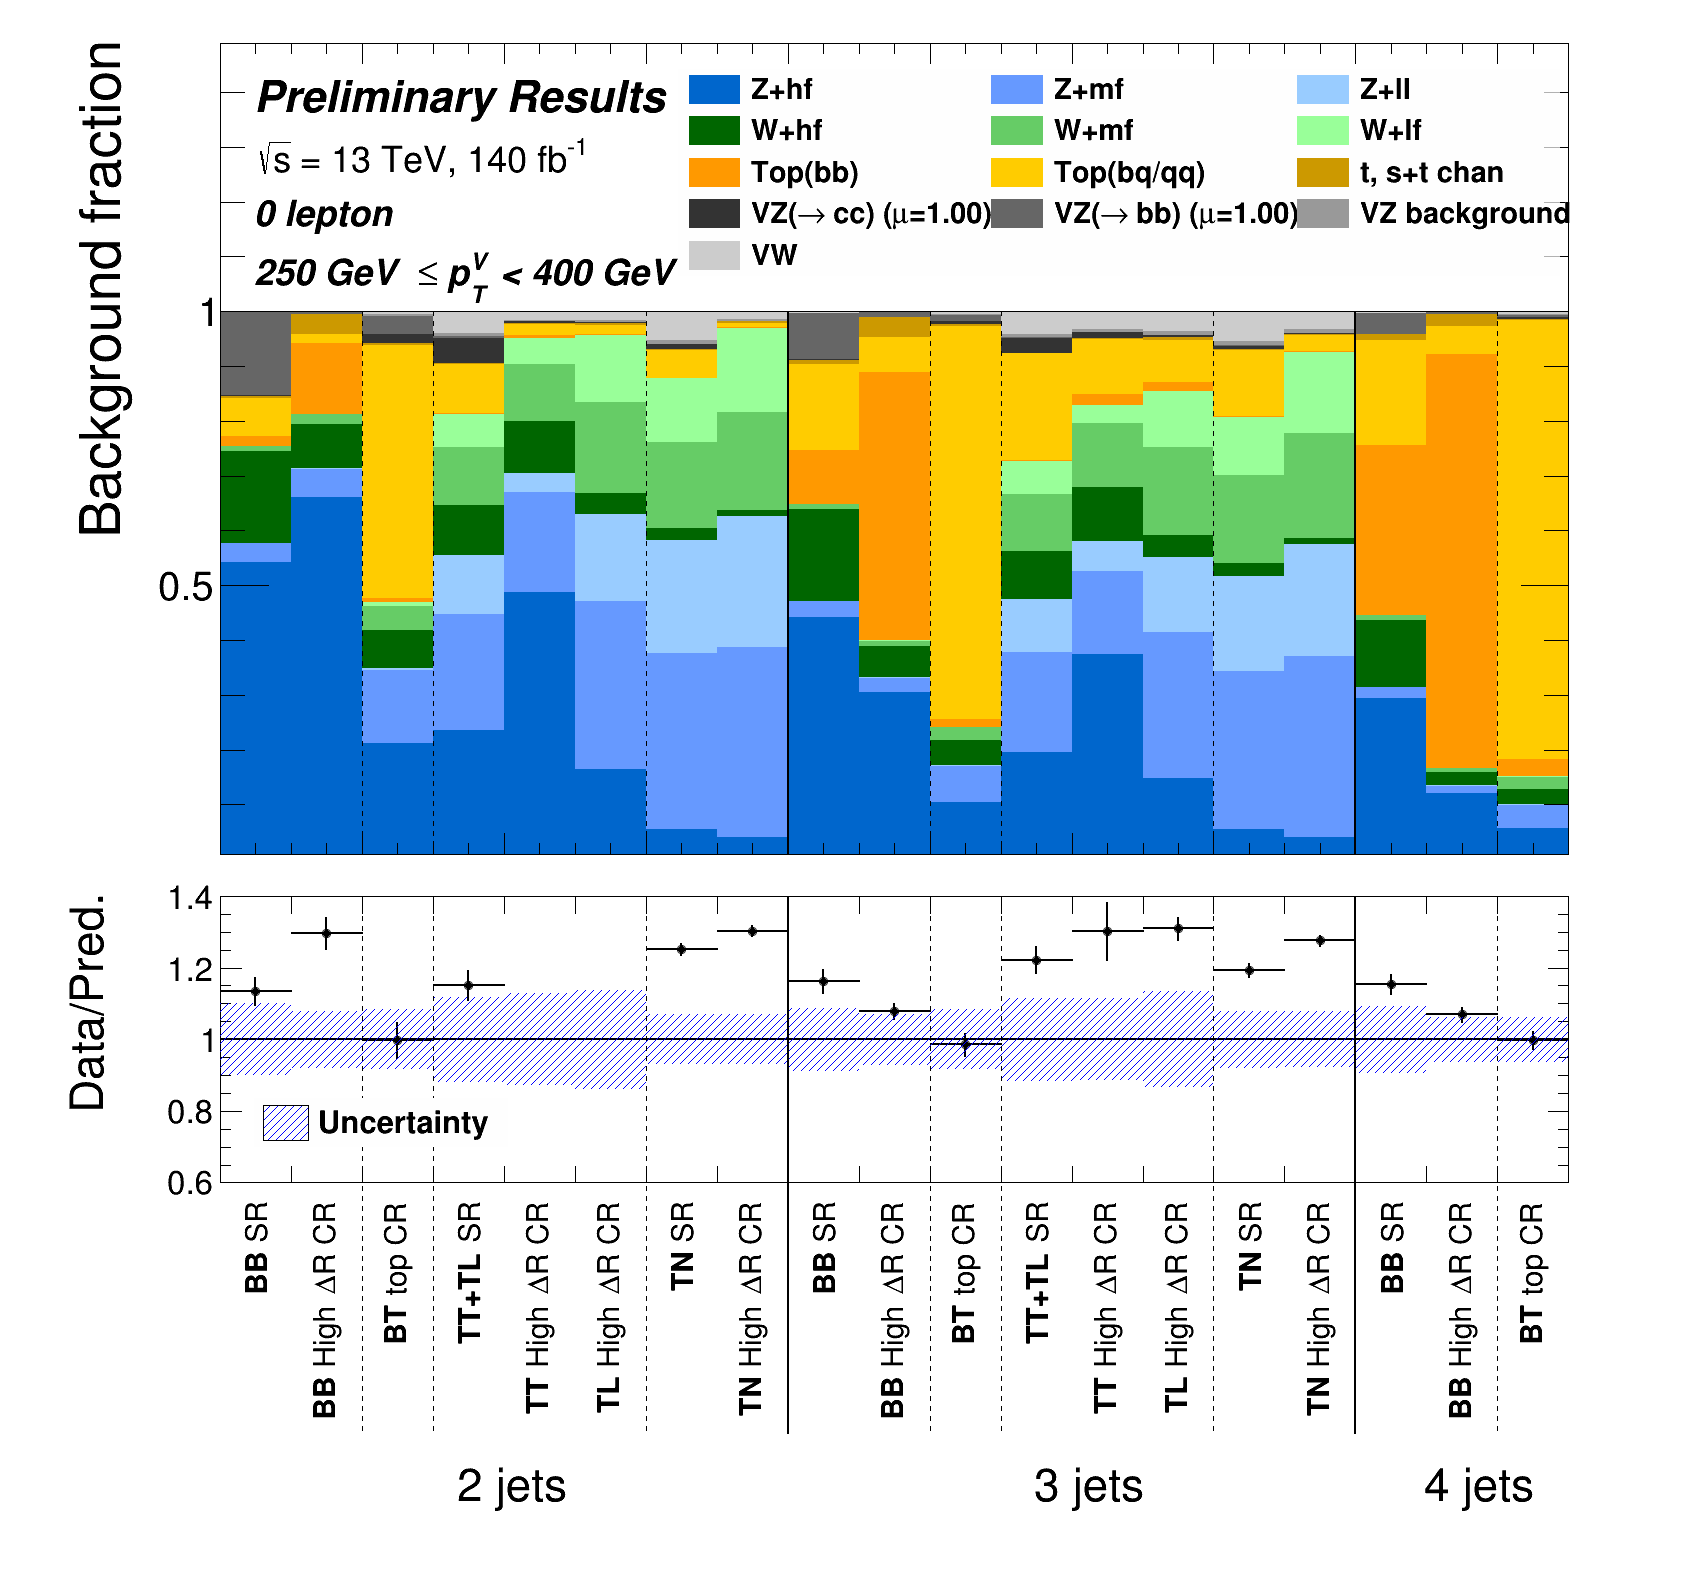 Background fraction
Preliminary Results
√s = 13 TeV, 140 fb⁻¹
0 lepton
250 GeV ≤ p_T^V < 400 GeV
Z+hf
Z+mf
Z+ll
W+hf
W+mf
W+lf
Top(bb)
Top(bq/qq)
t, s+t chan
VZ(→ cc) (μ=1.00)
VZ(→ bb) (μ=1.00)
VZ background
VW
1
0.5
Data/Pred.
1.4
1.2
1
0.8
0.6
Uncertainty
BB SR
BB High ΔR CR
BT top CR
TT+TL SR
TT High ΔR CR
TL High ΔR CR
TN SR
TN High ΔR CR
BB SR
BB High ΔR CR
BT top CR
TT+TL SR
TT High ΔR CR
TL High ΔR CR
TN SR
TN High ΔR CR
BB SR
BB High ΔR CR
BT top CR
2 jets
3 jets
4 jets